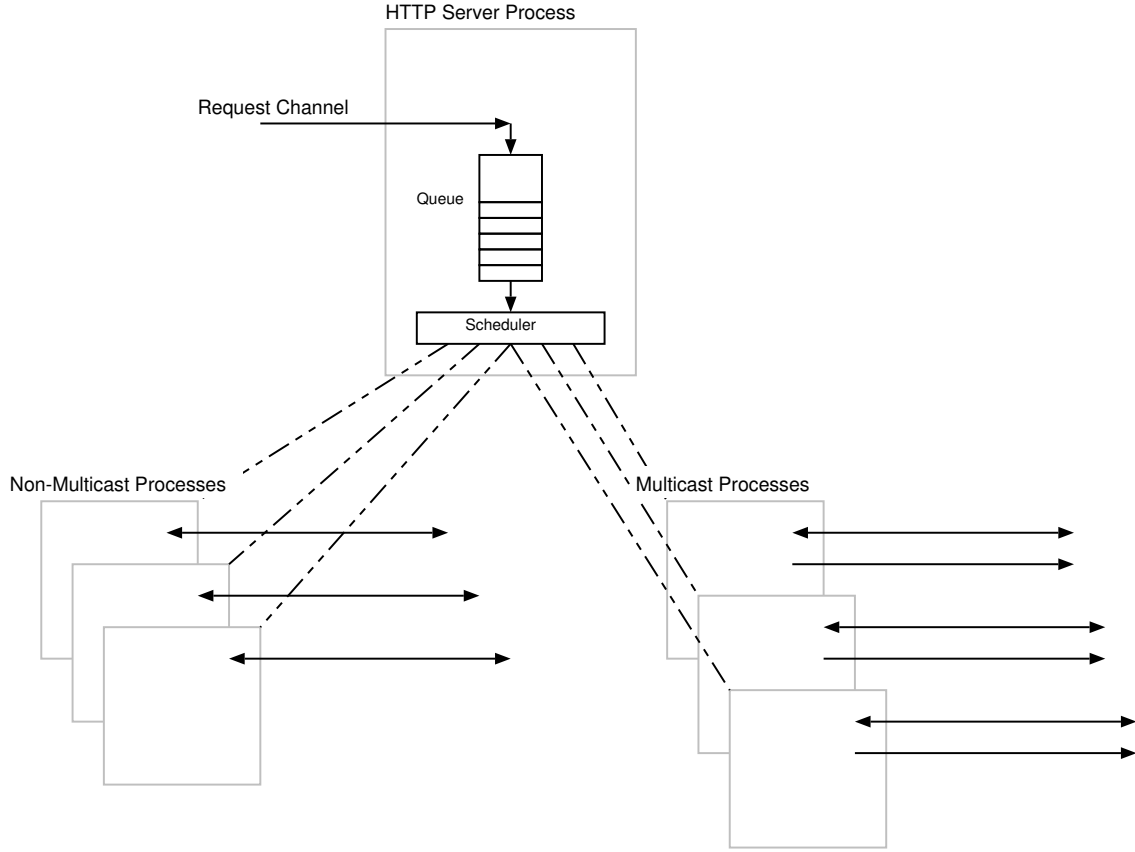 HTTP Server Process
Request Channel
Queue
Scheduler
Non-Multicast Processes
Multicast Processes